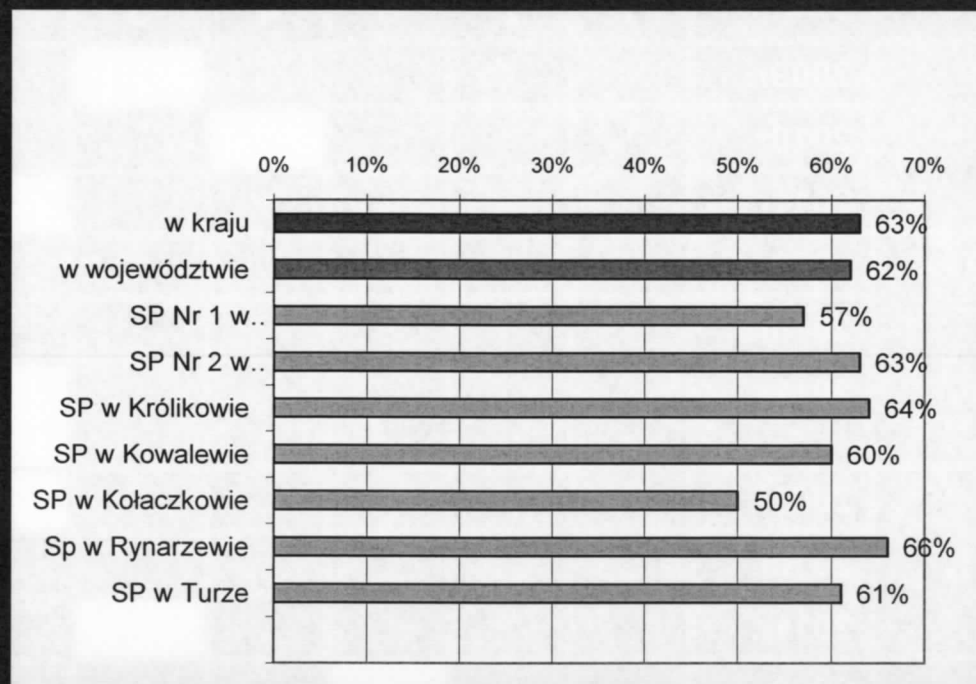 0% 10% 20% 30% 40% 50% 60% 70%
w kraju 63%
w województwie 62%
SP Nr 1 w.. 57%
SP Nr 2 w.. 63%
SP w Królikowie 64%
SP w Kowalewie 60%
SP w Kołaczkowie 50%
Sp w Rynarzewie 66%
SP w Turze 61%